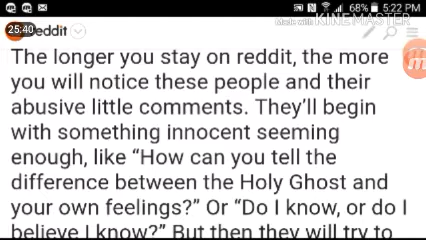 68% 5:22 PM
Made with KINEMASTER
25:40
eddit
The longer you stay on reddit, the more
you will notice these people and their
abusive little comments. They'll begin
with something innocent seeming
enough, like "How can you tell the
difference between the Holy Ghost and
your own feelings?" Or "Do I know, or do I
believe I know?" But then they will try to